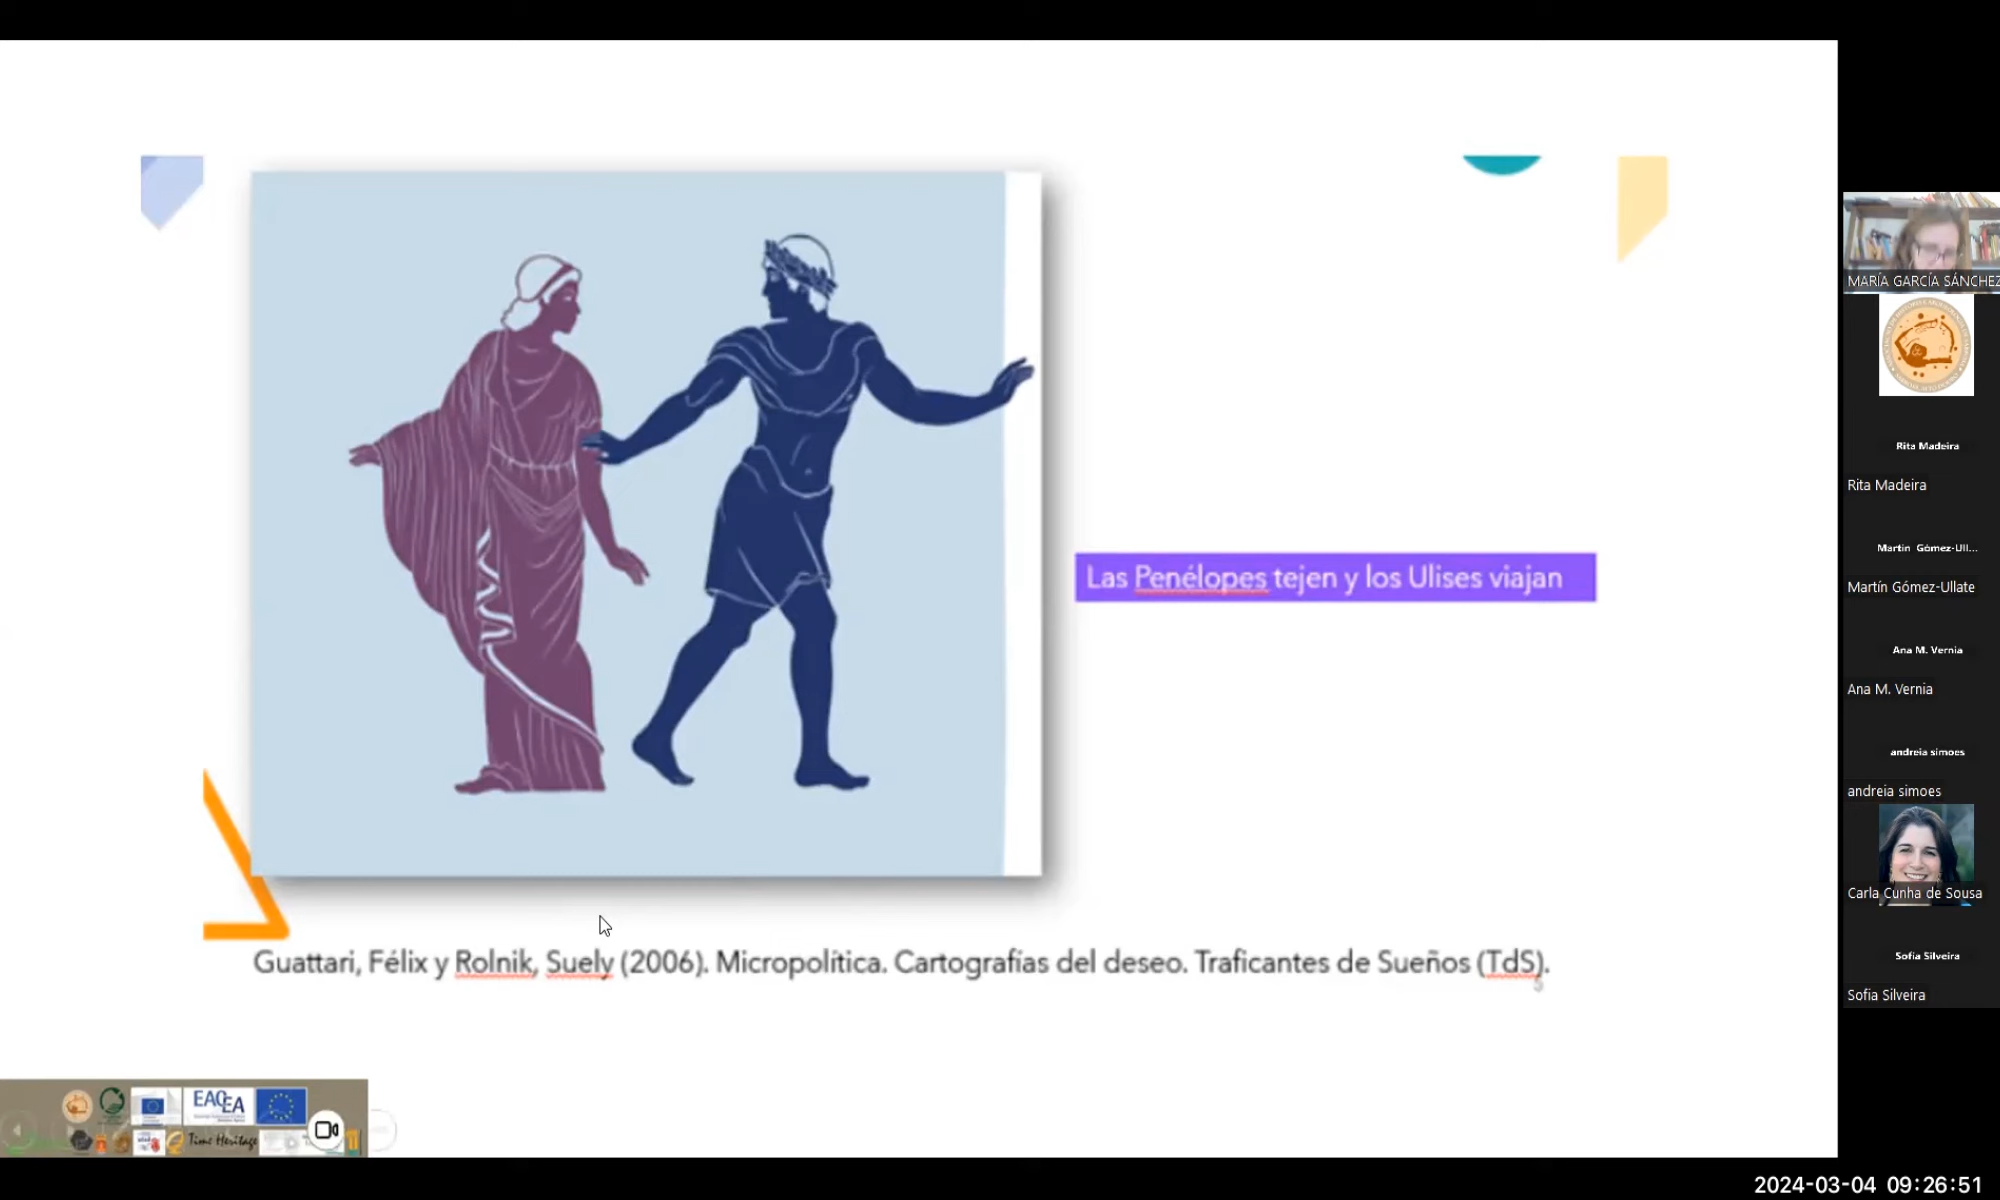 Las Penélopes tejen y los Ulises viajan
Guattari, Félix y Rolnik, Suely (2006). Micropolítica. Cartografías del deseo. Traficantes de Sueños (TdS).
5
MARÍA GARCÍA SÁNCHEZ
Rita Madeira
Rita Madeira
Martín Gómez-Ull...
Martín Gómez-Ullate
Ana M. Vernia
Ana M. Vernia
andreia simoes
andreia simoes
Carla Cunha de Sousa
Sofia Silveira
Sofia Silveira
EACEA
Time Heritage
2024-03-04 09:26:51